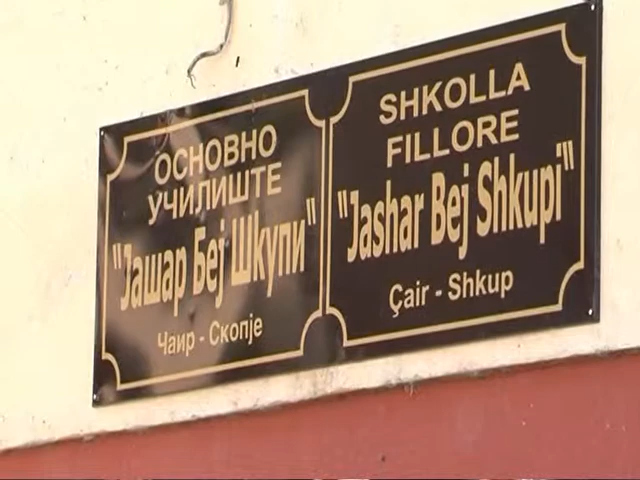 ОСНОВНО
УЧИЛИШТЕ
"Јашар Беј Шкупи"
Чаир - Скопје
SHKOLLA
FILLORE
"Jashar Bej Shkupi"
Çair - Shkup